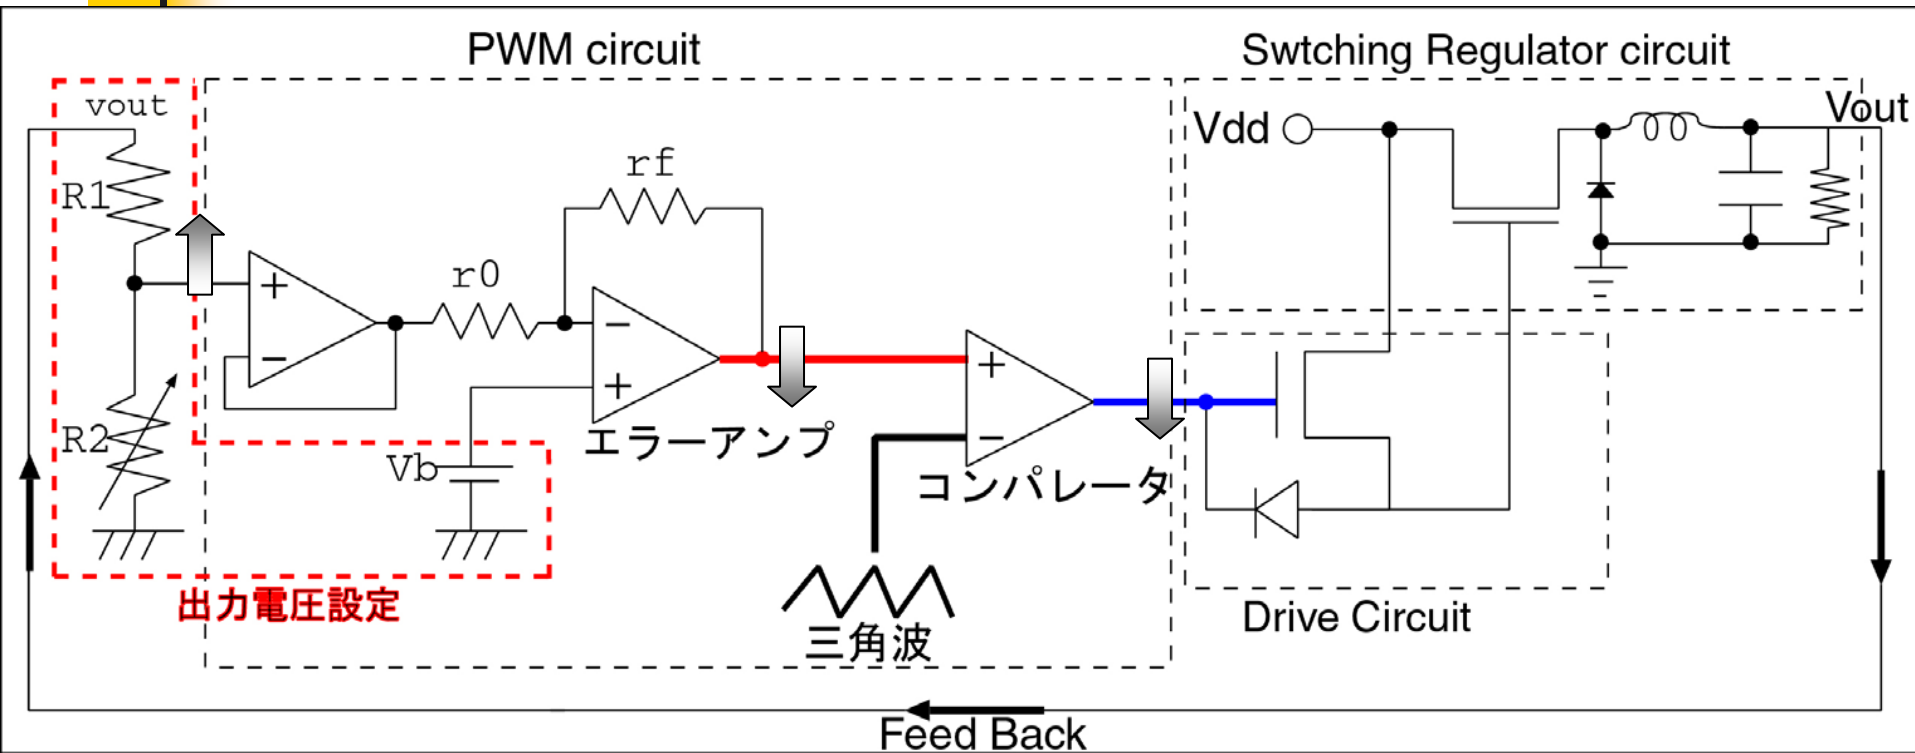 PWM circuit
Swtching Regulator circuit
vout
R1
rf
r0
+
−
−
+
エラーアンプ
R2
Vb
出力電圧設定
+
−
コンパレータ
三角波
Vdd
Vout
Drive Circuit
Feed Back